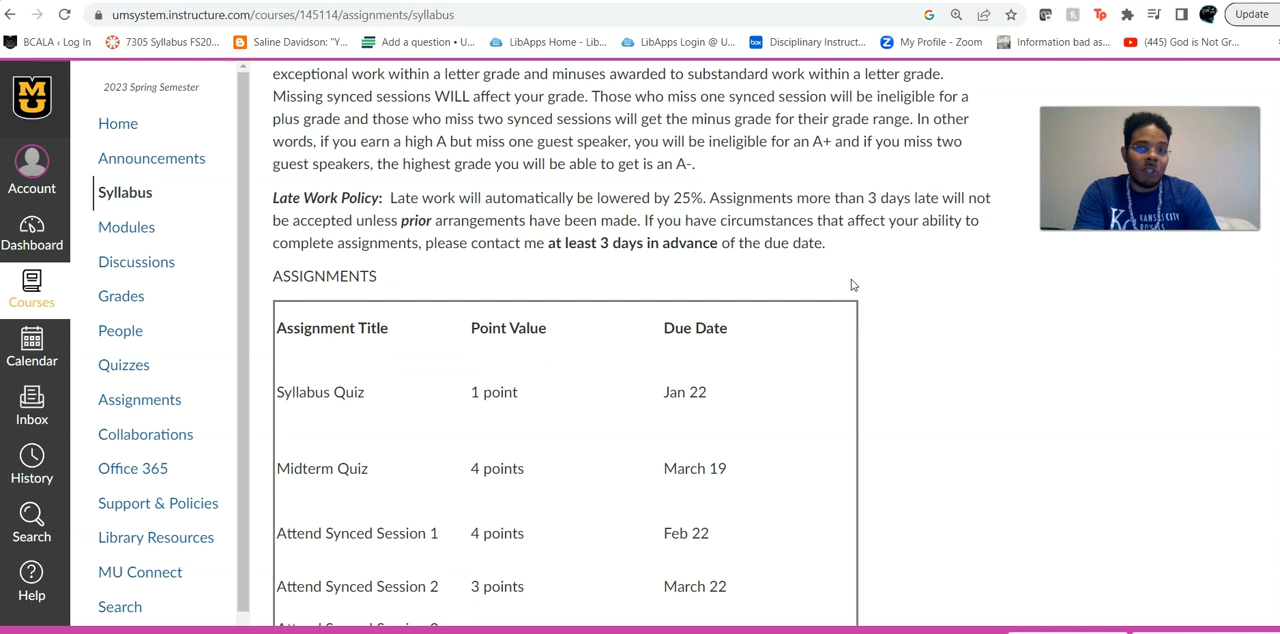 umsystem.instructure.com/courses/145114/assignments/syllabus
Update
BCALA ‹ Log In
7305 Syllabus FS20...
Saline Davidson: "Y...
Add a question • U...
LibApps Home - Lib...
LibApps Login @ U...
box
Disciplinary Instruct...
My Profile - Zoom
Information bad as...
(445) God is Not Gr...
MU
Account
Dashboard
Courses
Calendar
Inbox
History
Search
Help
2023 Spring Semester
Home
Announcements
Syllabus
Modules
Discussions
Grades
People
Quizzes
Assignments
Collaborations
Office 365
Support & Policies
Library Resources
MU Connect
Search
exceptional work within a letter grade and minuses awarded to substandard work within a letter grade.
Missing synced sessions WILL affect your grade. Those who miss one synced session will be ineligible for a
plus grade and those who miss two synced sessions will get the minus grade for their grade range. In other
words, if you earn a high A but miss one guest speaker, you will be ineligible for an A+ and if you miss two
guest speakers, the highest grade you will be able to get is an A-.
Late Work Policy: Late work will automatically be lowered by 25%. Assignments more than 3 days late will not
be accepted unless prior arrangements have been made. If you have circumstances that affect your ability to
complete assignments, please contact me at least 3 days in advance of the due date.
ASSIGNMENTS
Assignment Title Point Value Due Date
Syllabus Quiz 1 point Jan 22
Midterm Quiz 4 points March 19
Attend Synced Session 1 4 points Feb 22
Attend Synced Session 2 3 points March 22
KANSAS CITY